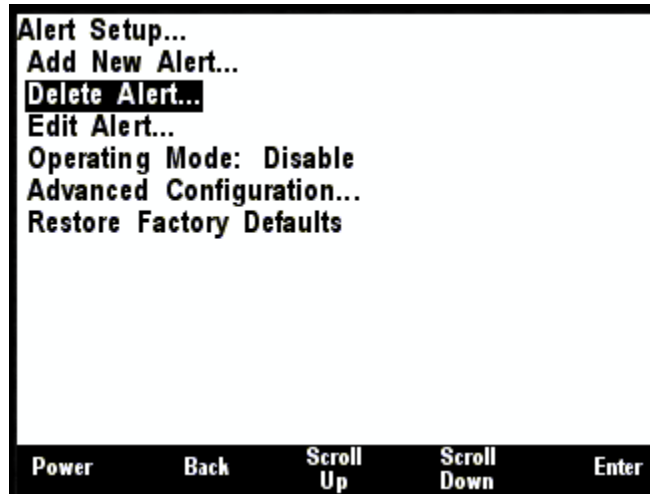 Alert Setup...
Add New Alert...
Delete Alert...
Edit Alert...
Operating Mode: Disable
Advanced Configuration...
Restore Factory Defaults
Power Back Scroll Up Scroll Down Enter